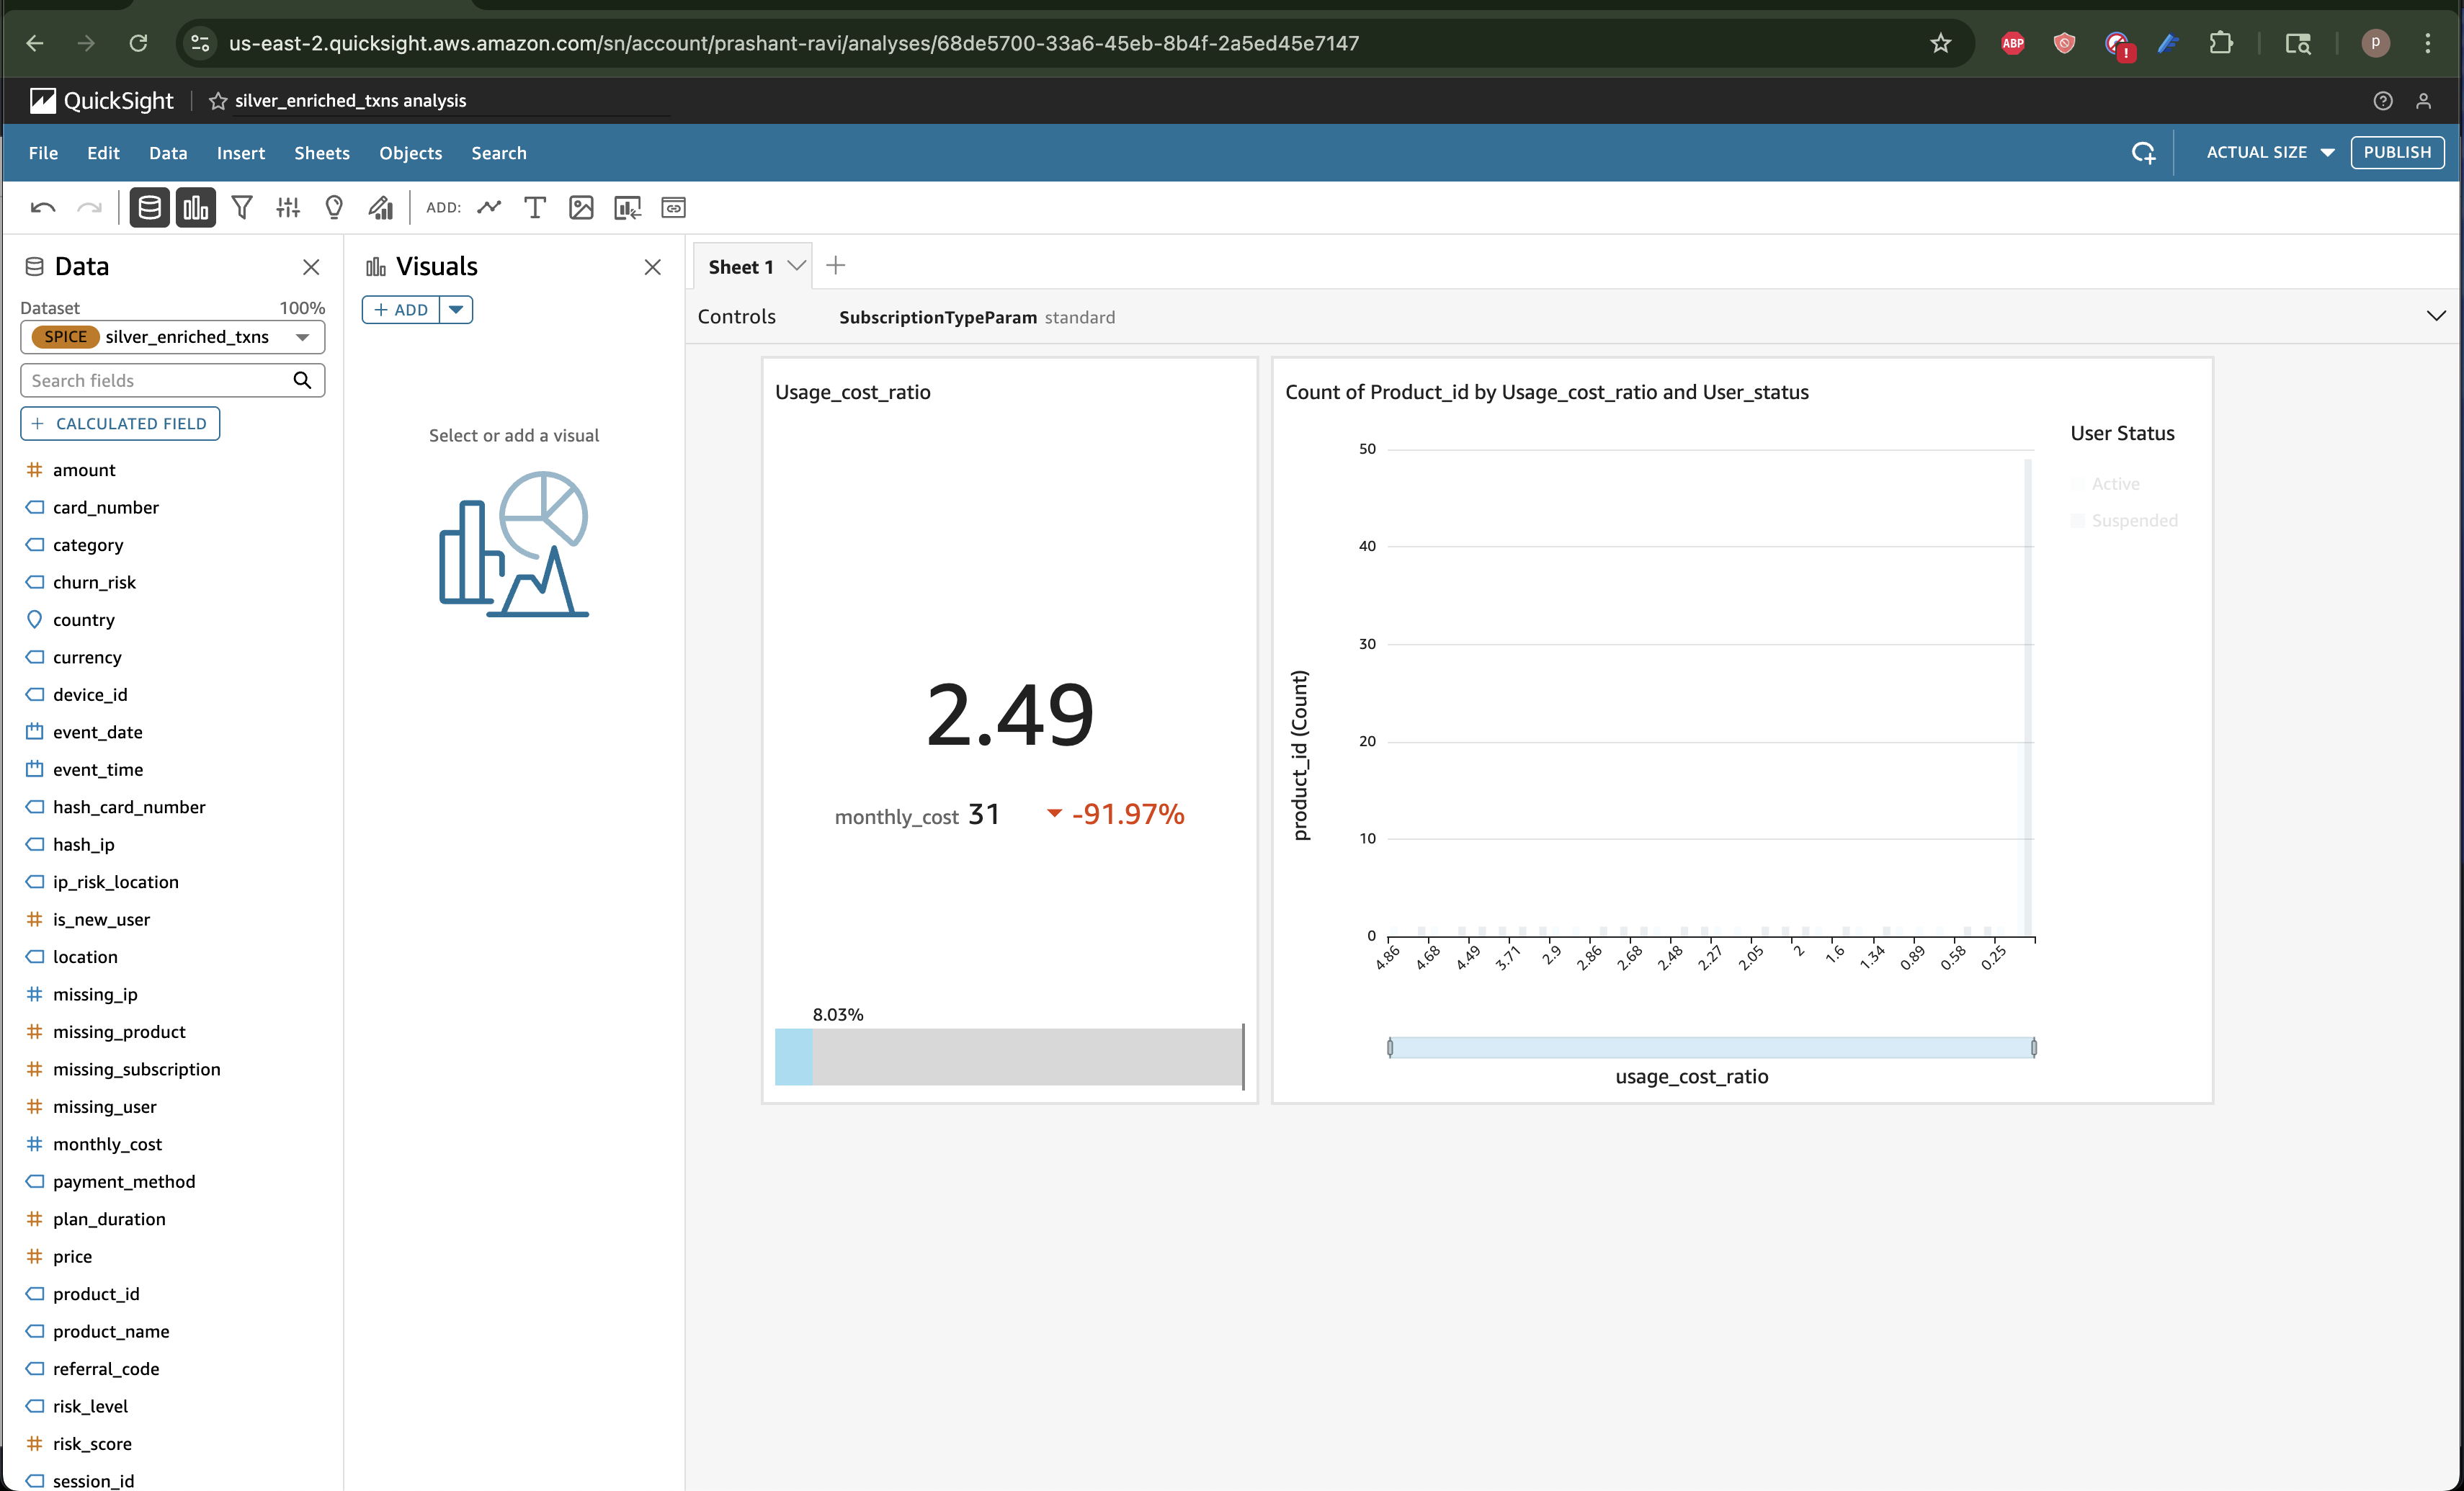 us-east-2.quicksight.aws.amazon.com/sn/account/prashant-ravi/analyses/68de5700-33a6-45eb-8b4f-2a5ed45e7147
ABP
!
P
QuickSight
silver_enriched_txns analysis
File Edit Data Insert Sheets Objects Search
ACTUAL SIZE
PUBLISH
ADD:
Data
Dataset 100%
SPICE silver_enriched_txns
Search fields
CALCULATED FIELD
amount
card_number
category
churn_risk
country
currency
device_id
event_date
event_time
hash_card_number
hash_ip
ip_risk_location
is_new_user
location
missing_ip
missing_product
missing_subscription
missing_user
monthly_cost
payment_method
plan_duration
price
product_id
product_name
referral_code
risk_level
risk_score
session_id
Visuals
+ ADD
Select or add a visual
Sheet 1
Controls SubscriptionTypeParam standard
Usage_cost_ratio
2.49
monthly_cost 31 -91.97%
8.03%
Count of Product_id by Usage_cost_ratio and User_status
User Status
Active
Suspended
product_id (Count)
50
40
30
20
10
0
4.86 4.68 4.49 3.71 2.9 2.86 2.68 2.48 2.27 2.05 2 1.6 1.34 0.89 0.58 0.25
usage_cost_ratio